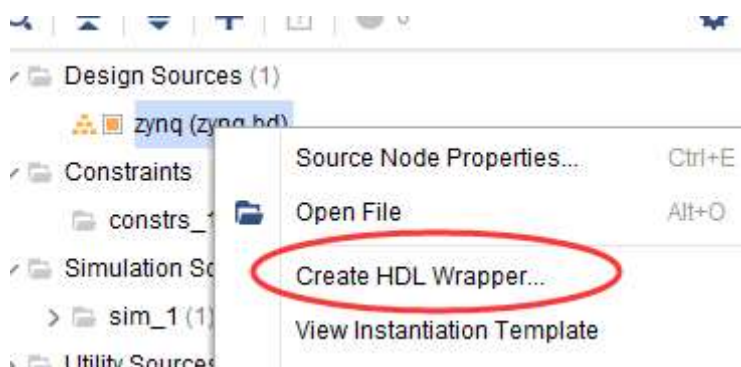 0
Design Sources (1)
zynq (zynq.bd)
Source Node Properties... Ctrl+E
Constraints
Open File Alt+O
constrs_1
Simulation So
Create HDL Wrapper...
sim_1 (1)
View Instantiation Template
Utility Sources